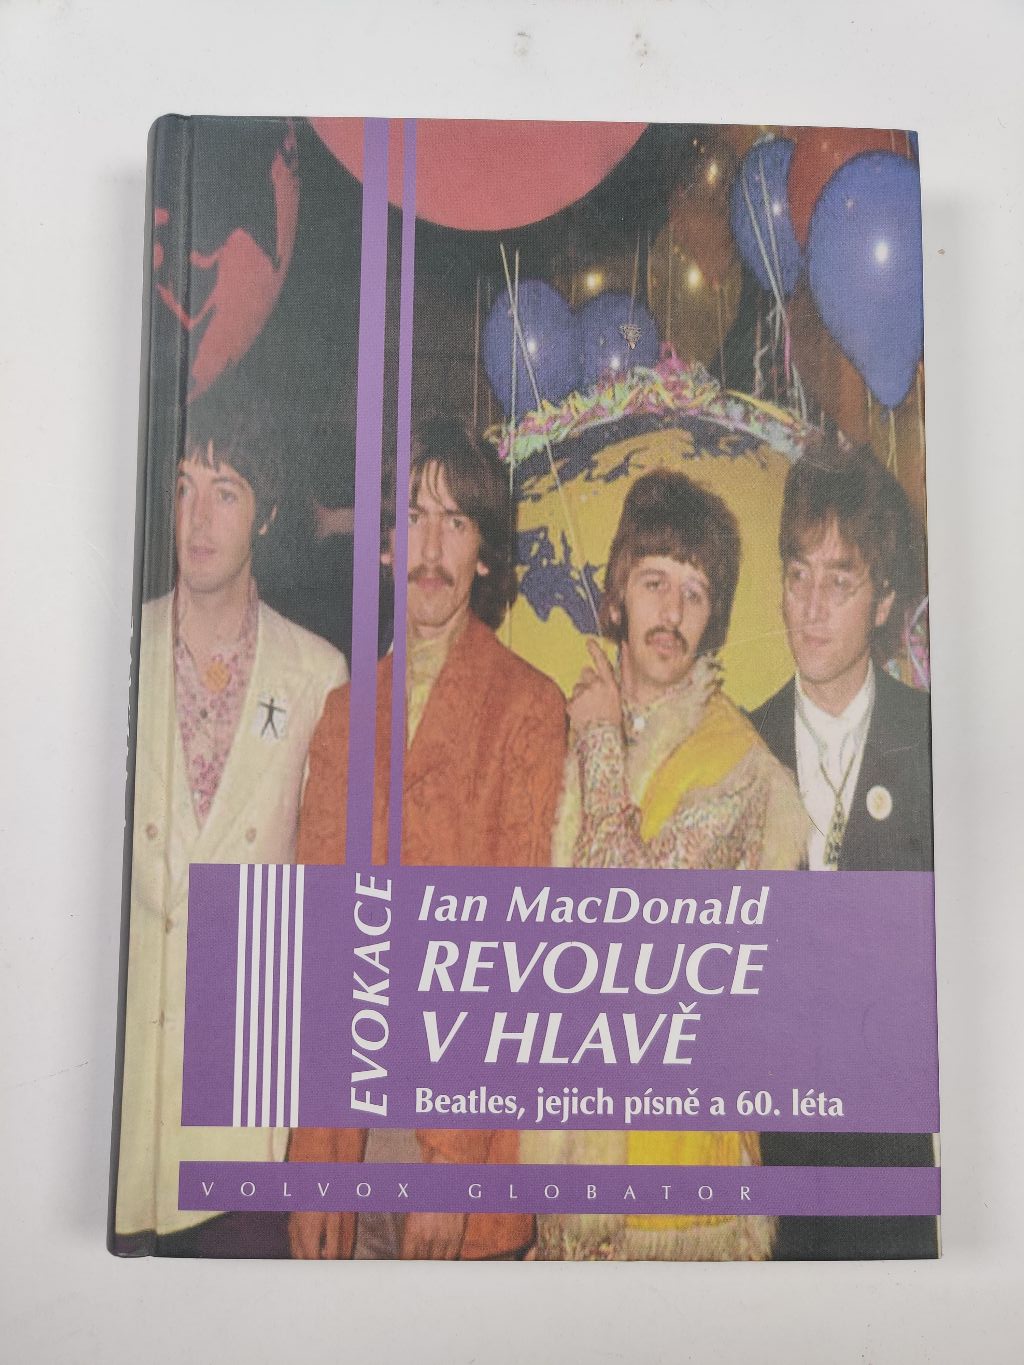 EVOKACE
Ian MacDonald
REVOLUCE
V HLAVĚ
Beatles, jejich písně a 60. léta
VOLVOX GLOBATOR